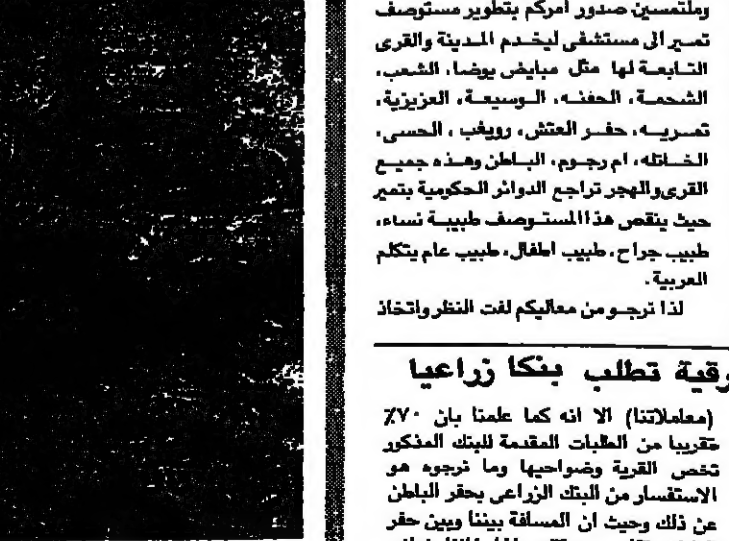 وملتمسين صدور امركم بتطوير مستوصف
تمير الى مستشفى ليخدم المدينة والقرى
التابعة لها مثل مبايض بوضا، الشعب،
الشحمة، الحفنه، الوسيعة، العزيزية،
تمريه، حفر العتش، رويغب، الحسى،
الخاتله، ام رجوم، الباطن وهذه جميع
القرى والهجر تراجع الدوائر الحكومية بتمير
حيث ينقص هذا المستوصف طبيبة نساء،
طبيب جراح، طبيب اطفال، طبيب عام يتكلم
العربية.
لذا نرجو من معاليكم لفت النظر واتخاذ
تطلب بنكا زراعيا
(معاملاتنا) الا انه كما علمنا بان ٧٠٪
تقريبا من الطلبات المقدمة للبنك المذكور
تخص القرية وضواحيها وما نرجوه هو
الاستفسار من البنك الزراعى بحفر الباطن
عن ذلك وحيث ان المسافة بيننا وبين حفر